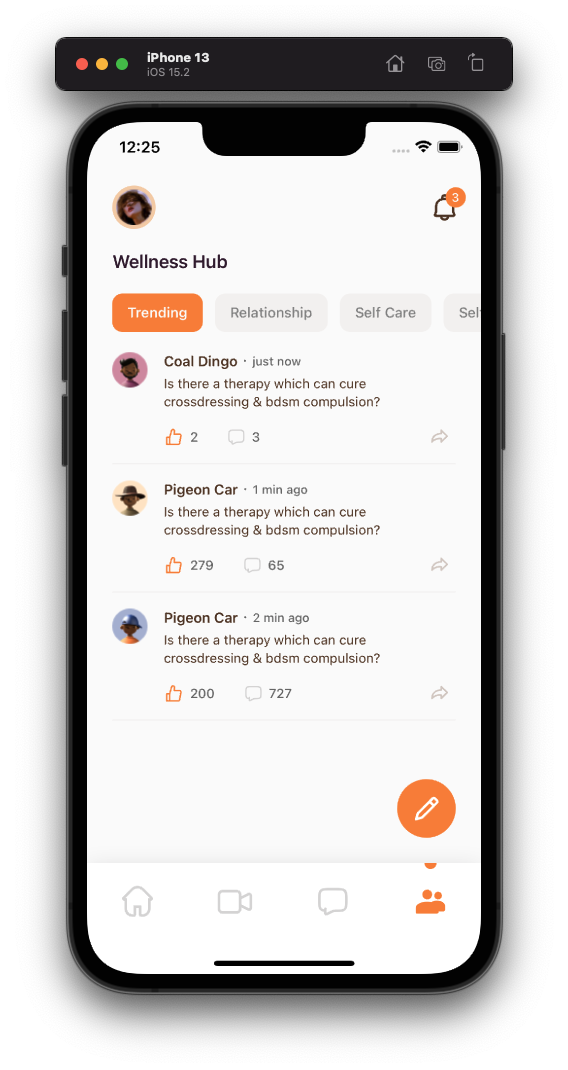 iPhone 13
iOS 15.2
12:25
3
Wellness Hub
Trending Relationship Self Care Sel
Coal Dingo · just now
Is there a therapy which can cure
crossdressing & bdsm compulsion?
2 3
Pigeon Car · 1 min ago
Is there a therapy which can cure
crossdressing & bdsm compulsion?
279 65
Pigeon Car · 2 min ago
Is there a therapy which can cure
crossdressing & bdsm compulsion?
200 727